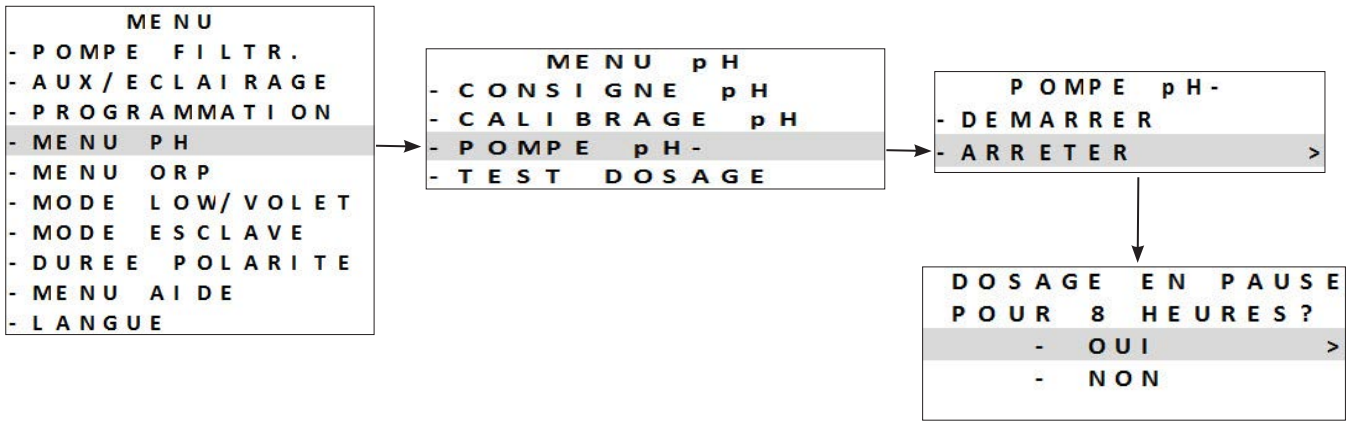 MENU
- POMPE FILTR.
- AUX/ECLAIRAGE
- PROGRAMMATION
- MENU PH
- MENU ORP
- MODE LOW/VOLET
- MODE ESCLAVE
- DUREE POLARITE
- MENU AIDE
- LANGUE
MENU pH
- CONSIGNE pH
- CALIBRAGE pH
- POMPE pH-
- TEST DOSAGE
POMPE pH-
- DEMARRER
- ARRETER >
DOSAGE EN PAUSE
POUR 8 HEURES?
- OUI >
- NON